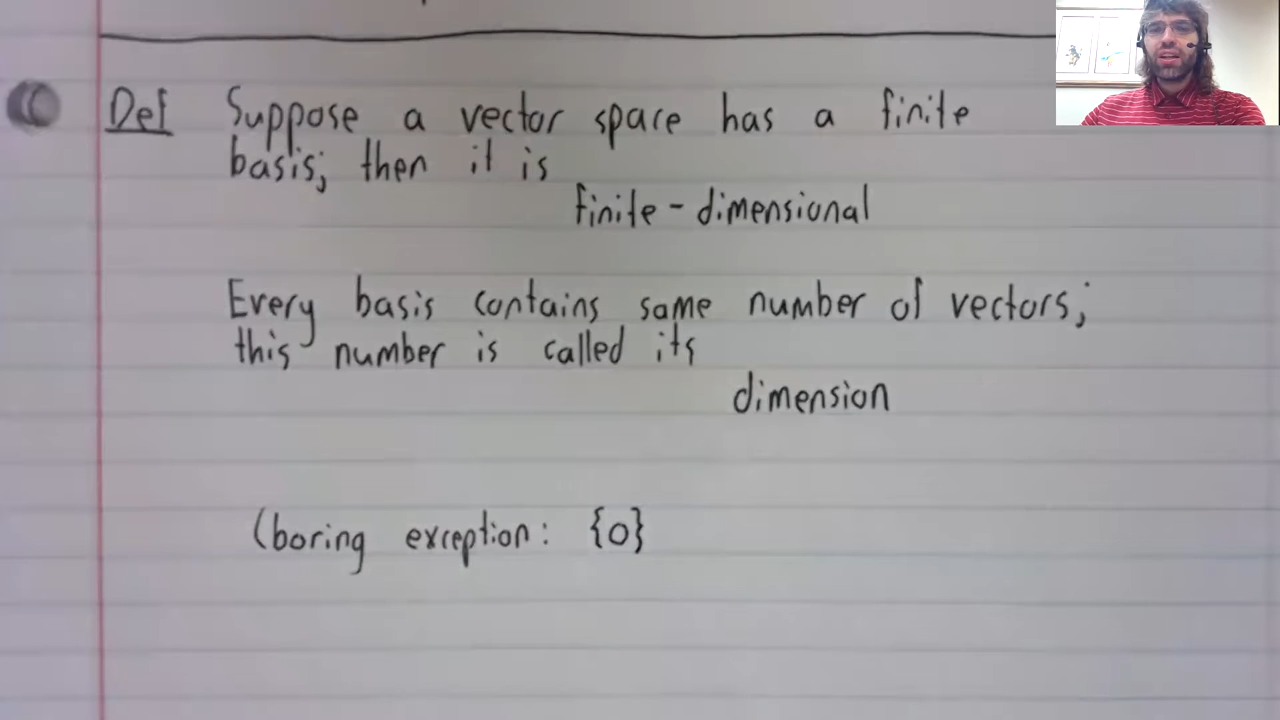 Def Suppose a vector space has a finite
basis; then it is
finite-dimensional
Every basis contains same number of vectors;
this number is called its
dimension
(boring exception: {0}